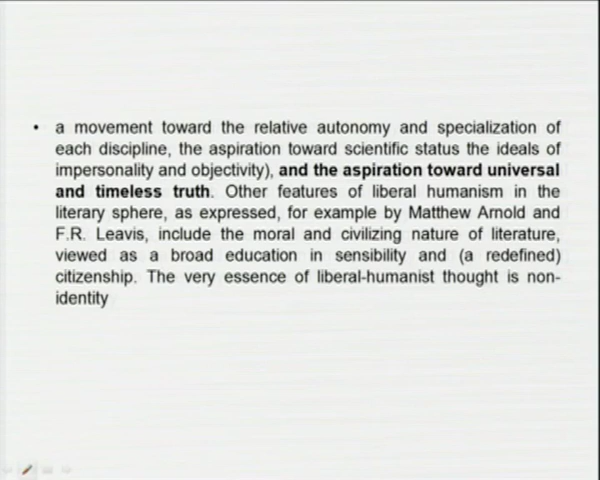 • a movement toward the relative autonomy and specialization of
each discipline, the aspiration toward scientific status the ideals of
impersonality and objectivity), and the aspiration toward universal
and timeless truth. Other features of liberal humanism in the
literary sphere, as expressed, for example by Matthew Arnold and
F.R. Leavis, include the moral and civilizing nature of literature,
viewed as a broad education in sensibility and (a redefined)
citizenship. The very essence of liberal-humanist thought is non-
identity